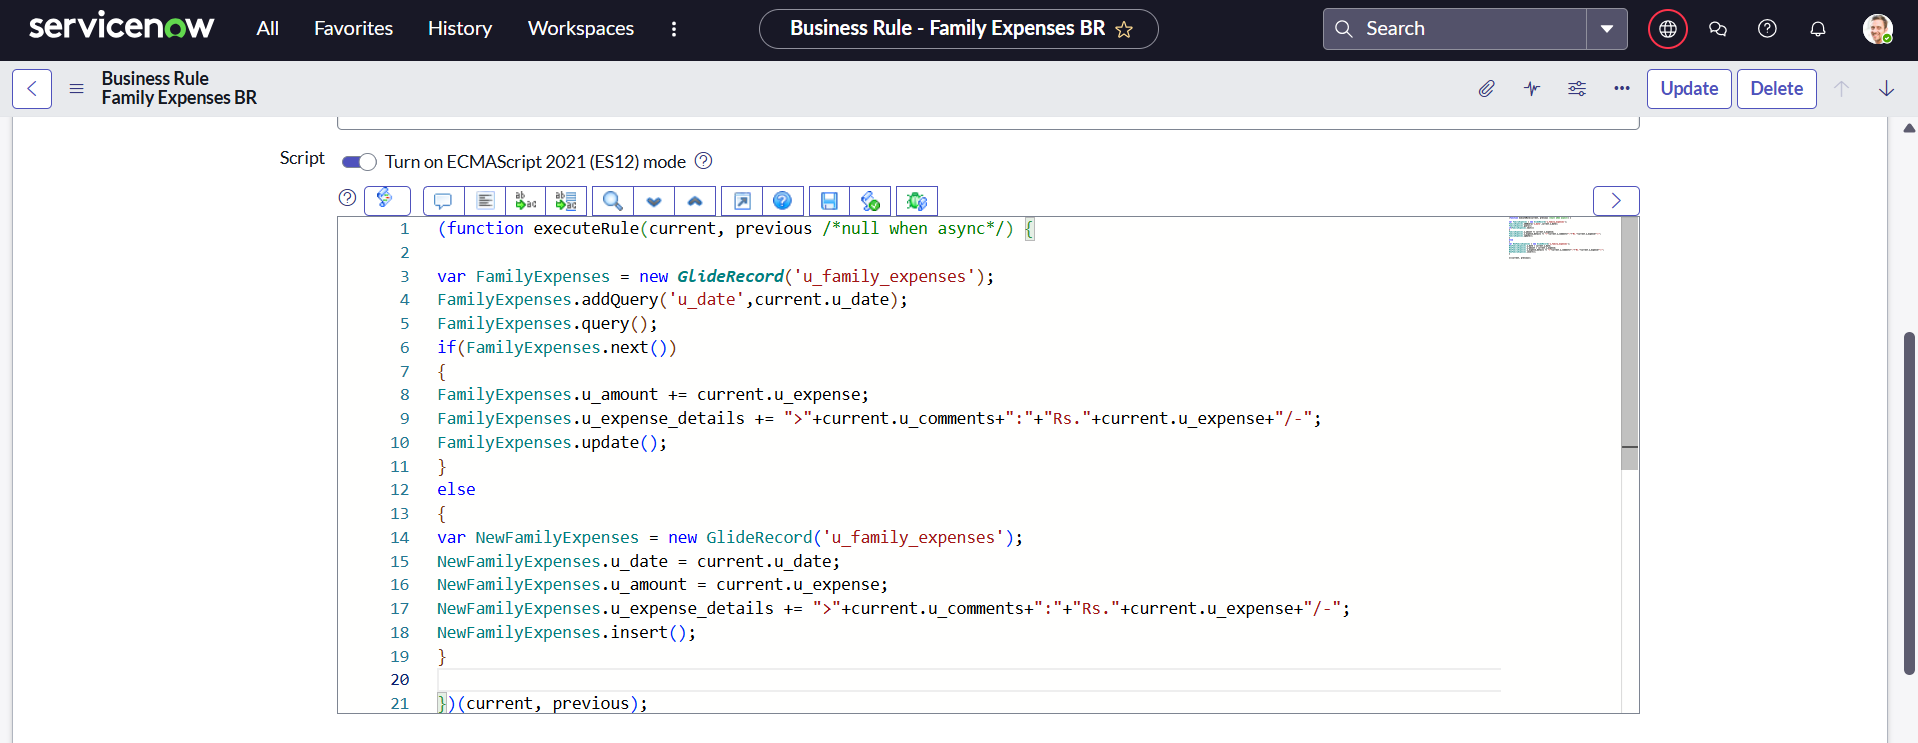 servicenow All Favorites History Workspaces Business Rule - Family Expenses BR Search
Business Rule
Family Expenses BR
Update Delete
Script Turn on ECMAScript 2021 (ES12) mode
1 (function executeRule(current, previous /*null when async*/) {
2
3 var FamilyExpenses = new GlideRecord('u_family_expenses');
4 FamilyExpenses.addQuery('u_date',current.u_date);
5 FamilyExpenses.query();
6 if(FamilyExpenses.next())
7 {
8 FamilyExpenses.u_amount += current.u_expense;
9 FamilyExpenses.u_expense_details += ">"+current.u_comments+":"+"Rs."+current.u_expense+"/-";
10 FamilyExpenses.update();
11 }
12 else
13 {
14 var NewFamilyExpenses = new GlideRecord('u_family_expenses');
15 NewFamilyExpenses.u_date = current.u_date;
16 NewFamilyExpenses.u_amount = current.u_expense;
17 NewFamilyExpenses.u_expense_details += ">"+current.u_comments+":"+"Rs."+current.u_expense+"/-";
18 NewFamilyExpenses.insert();
19 }
20
21 })(current, previous);